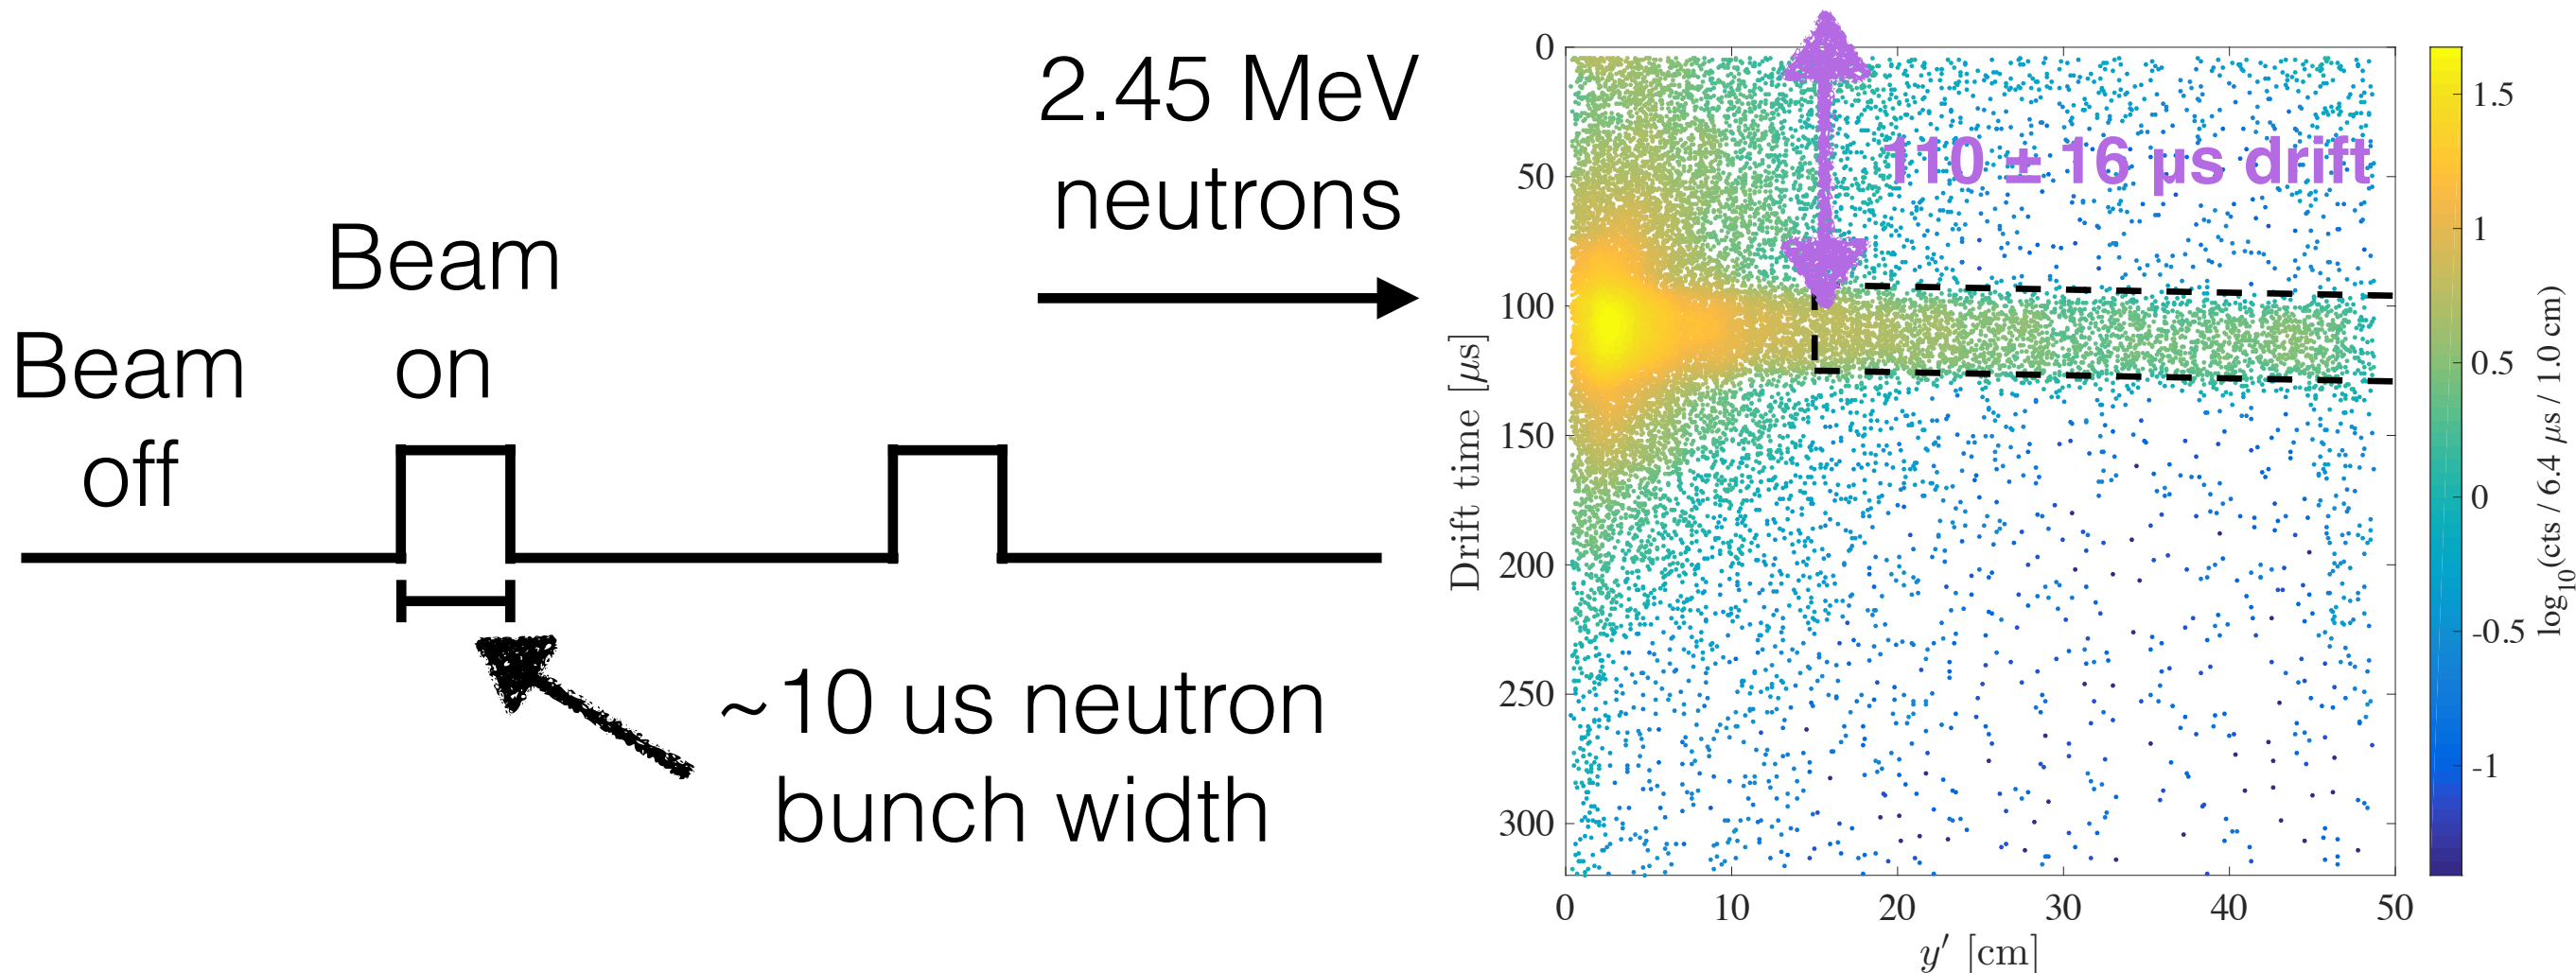 Beam
off
Beam
on
2.45 MeV
neutrons
~10 us neutron
bunch width
110 ± 16 μs drift
Drift time [μs]
0
50
100
150
200
250
300
0
10
20
30
40
50
y′ [cm]
1.5
1
0.5
0
-0.5
-1
log10(cts / 6.4 μs / 1.0 cm)